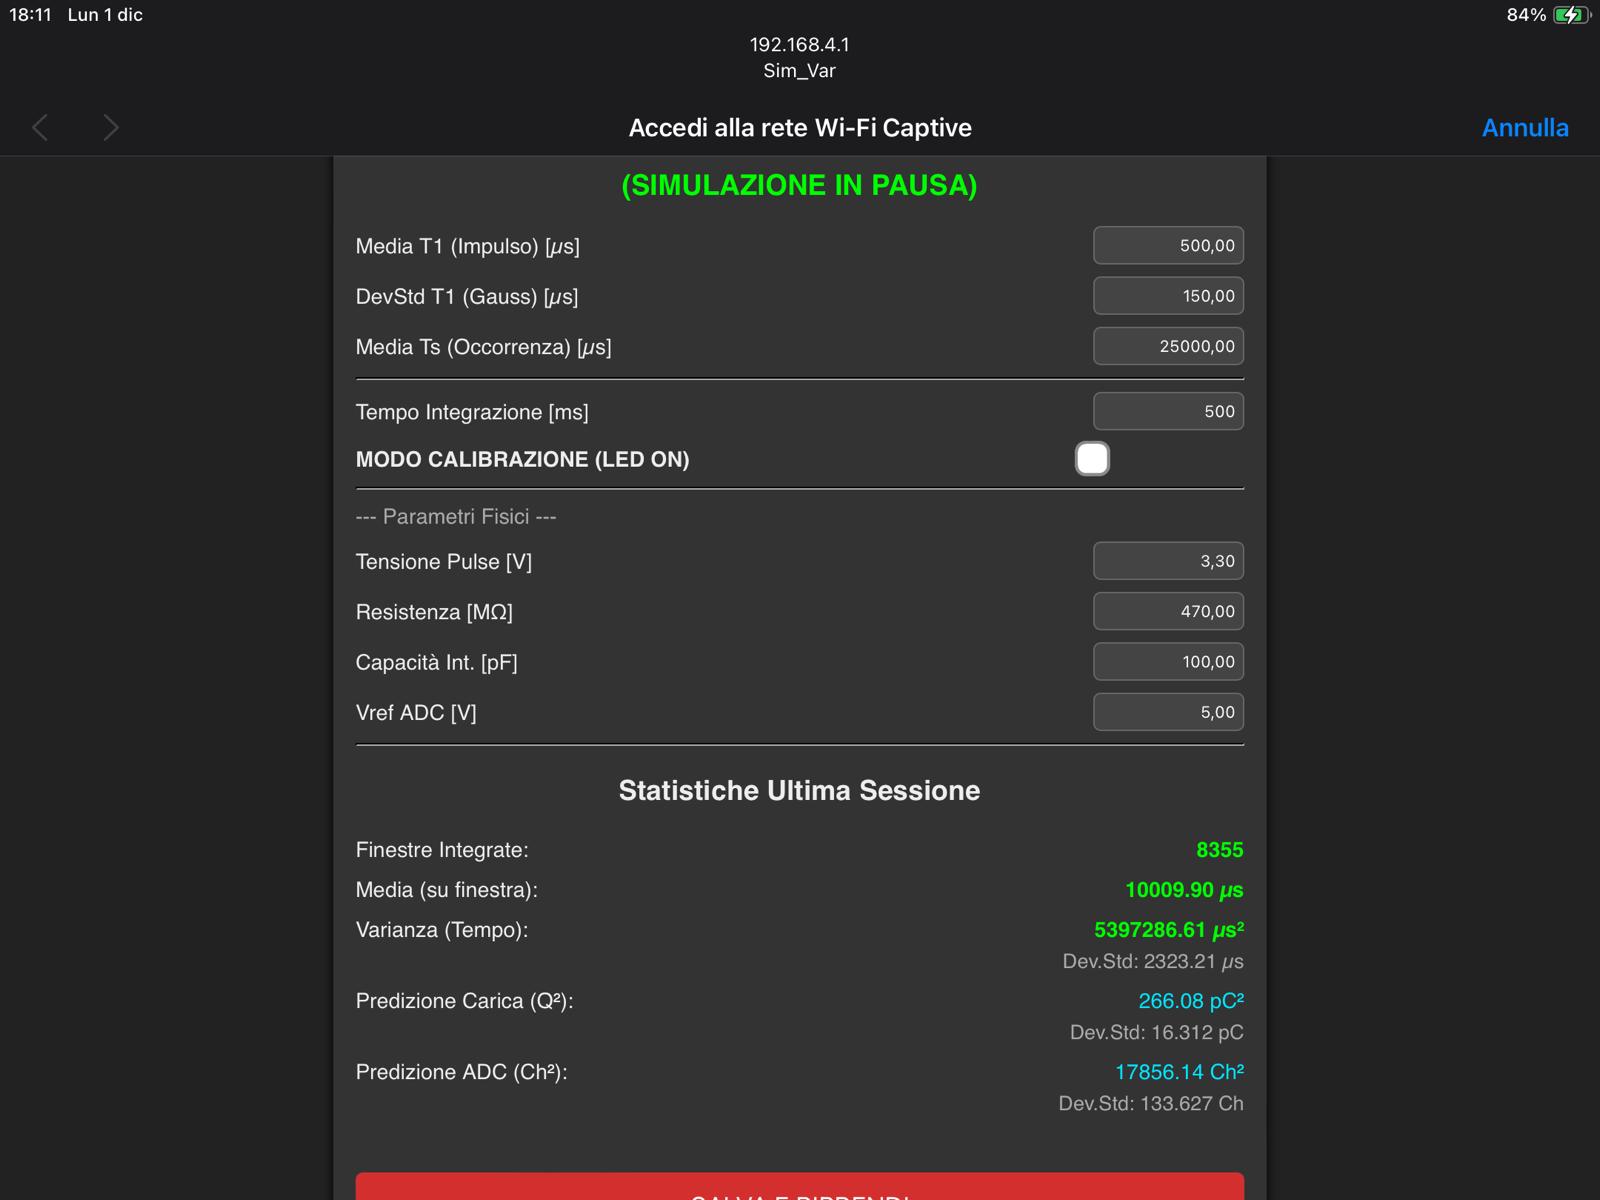 18:11 Lun 1 dic 84%
192.168.4.1
Sim_Var
Accedi alla rete Wi-Fi Captive Annulla
(SIMULAZIONE IN PAUSA)
Media T1 (Impulso) [µs] 500,00
DevStd T1 (Gauss) [µs] 150,00
Media Ts (Occorrenza) [µs] 25000,00
Tempo Integrazione [ms] 500
MODO CALIBRAZIONE (LED ON)
--- Parametri Fisici ---
Tensione Pulse [V] 3,30
Resistenza [MΩ] 470,00
Capacità Int. [pF] 100,00
Vref ADC [V] 5,00
Statistiche Ultima Sessione
Finestre Integrate: 8355
Media (su finestra): 10009.90 µs
Varianza (Tempo): 5397286.61 µs²
Dev.Std: 2323.21 µs
Predizione Carica (Q²): 266.08 pC²
Dev.Std: 16.312 pC
Predizione ADC (Ch²): 17856.14 Ch²
Dev.Std: 133.627 Ch
SALVA E RIPRENDI